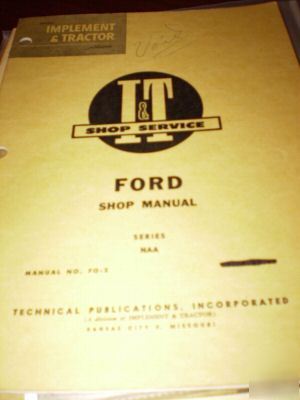 IMPLEMENT
& TRACTOR
I&T
SHOP SERVICE
FORD
SHOP MANUAL
SERIES
NAA
MANUAL NO. FO-
TECHNICAL PUBLICATIONS, INCORPORATED
(A division of IMPLEMENT & TRACTOR)
KANSAS CITY 5, MISSOURI